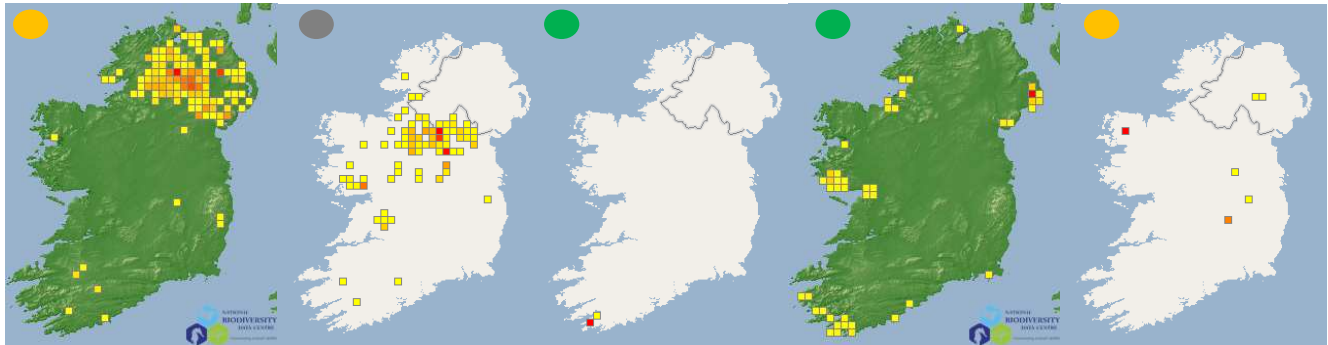 NATIONAL
BIODIVERSITY
DATA CENTRE
NATIONAL
BIODIVERSITY
DATA CENTRE